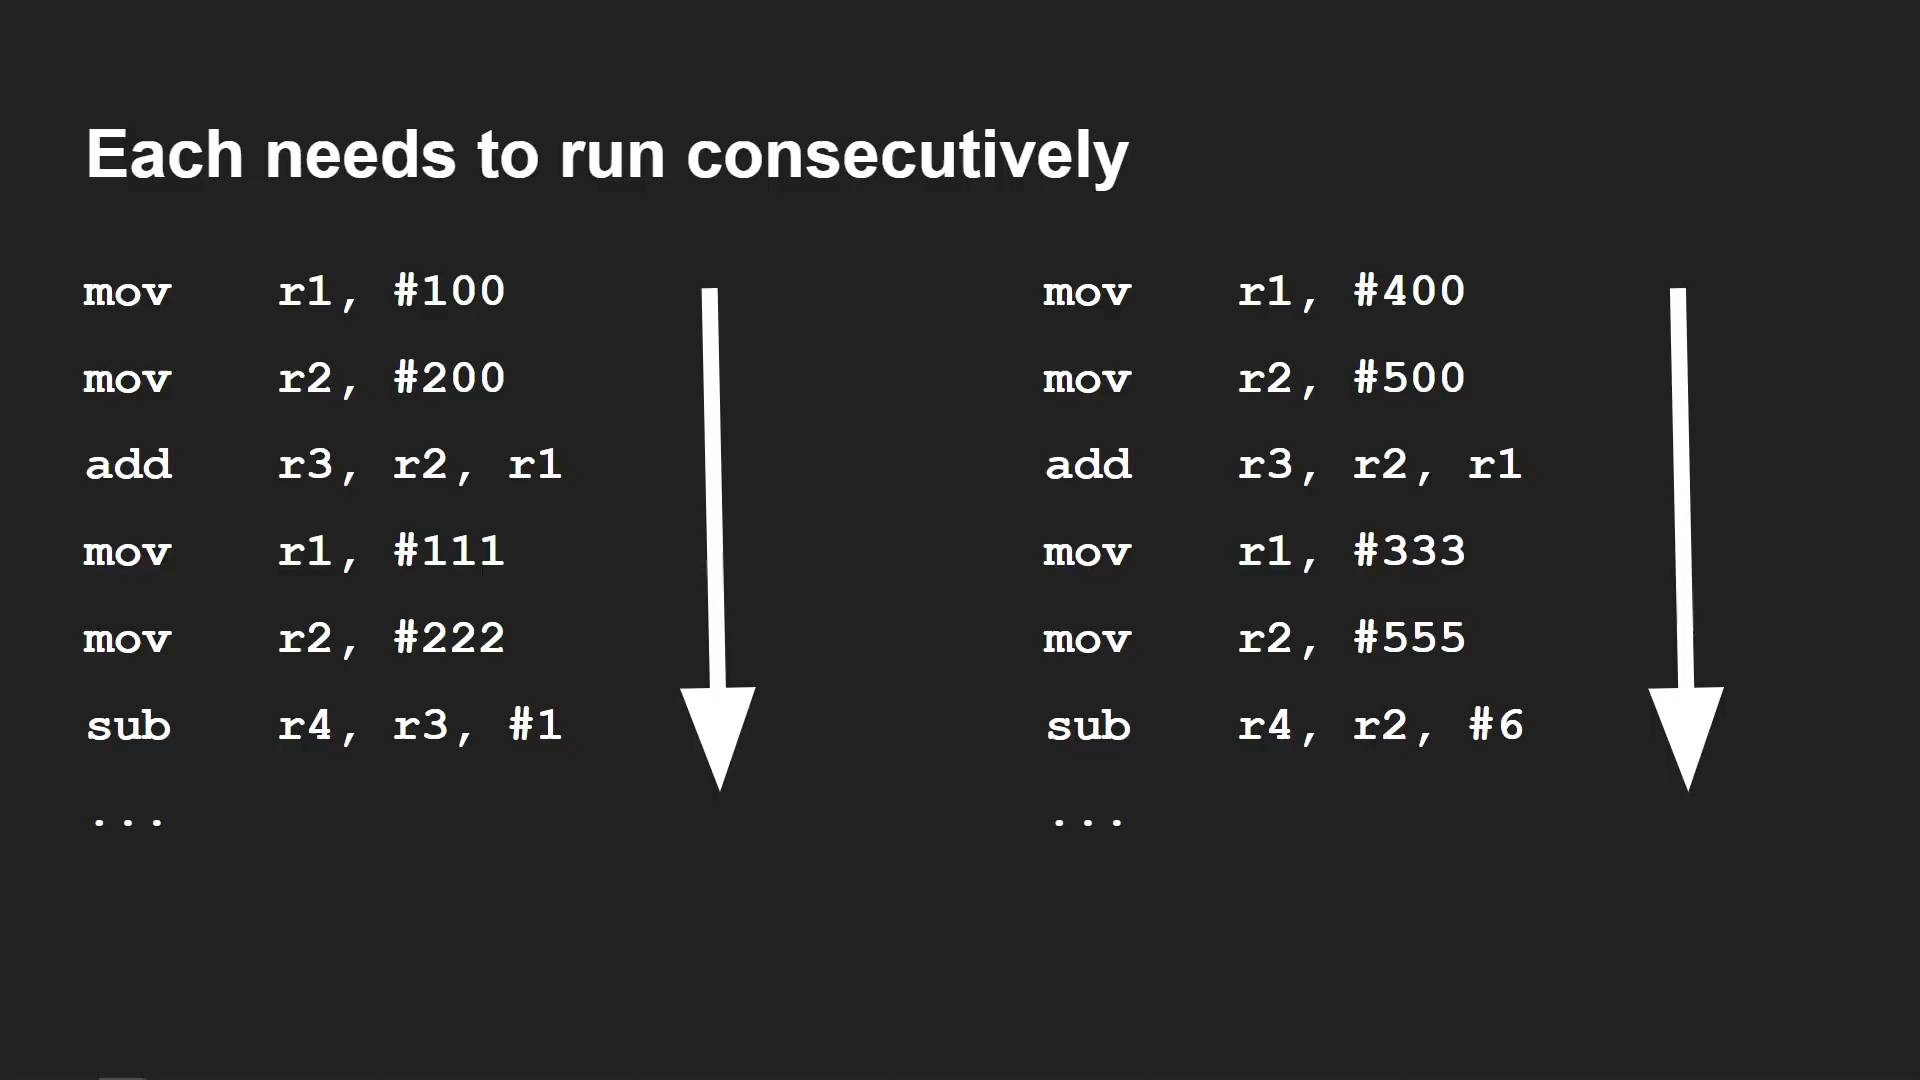 Each needs to run consecutively
mov r1, #100
mov r2, #200
add r3, r2, r1
mov r1, #111
mov r2, #222
sub r4, r3, #1
...
mov r1, #400
mov r2, #500
add r3, r2, r1
mov r1, #333
mov r2, #555
sub r4, r2, #6
...